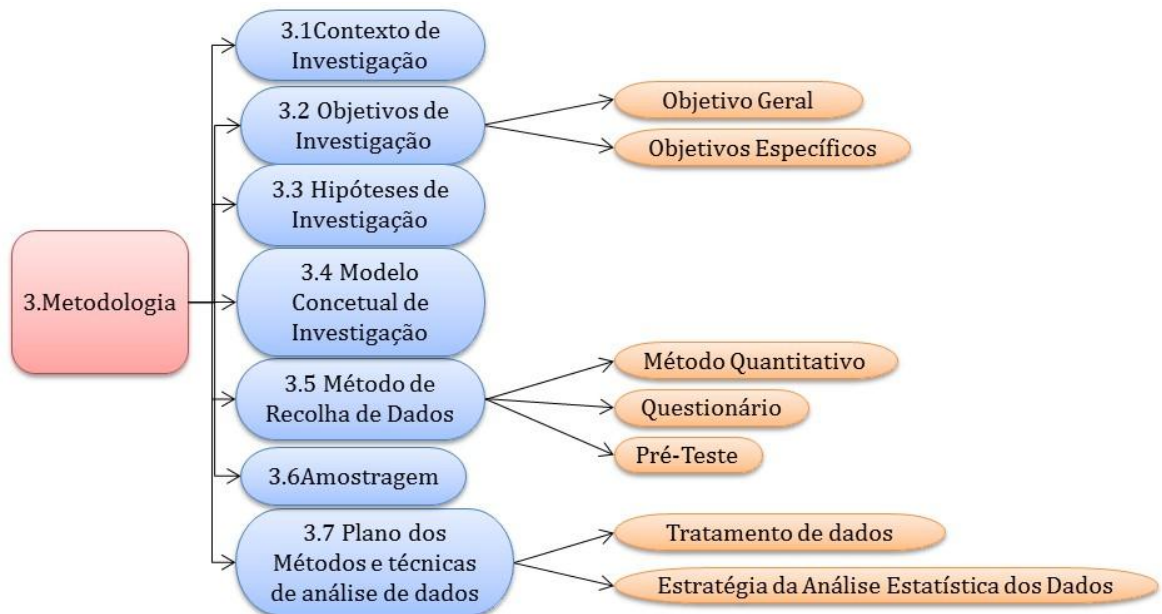 3.Metodologia
3.1Contexto de
Investigação
3.2 Objetivos de
Investigação
Objetivo Geral
Objetivos Específicos
3.3 Hipóteses de
Investigação
3.4 Modelo
Concetual de
Investigação
3.5 Método de
Recolha de Dados
Método Quantitativo
Questionário
Pré-Teste
3.6Amostragem
3.7 Plano dos
Métodos e técnicas
de análise de dados
Tratamento de dados
Estratégia da Análise Estatística dos Dados